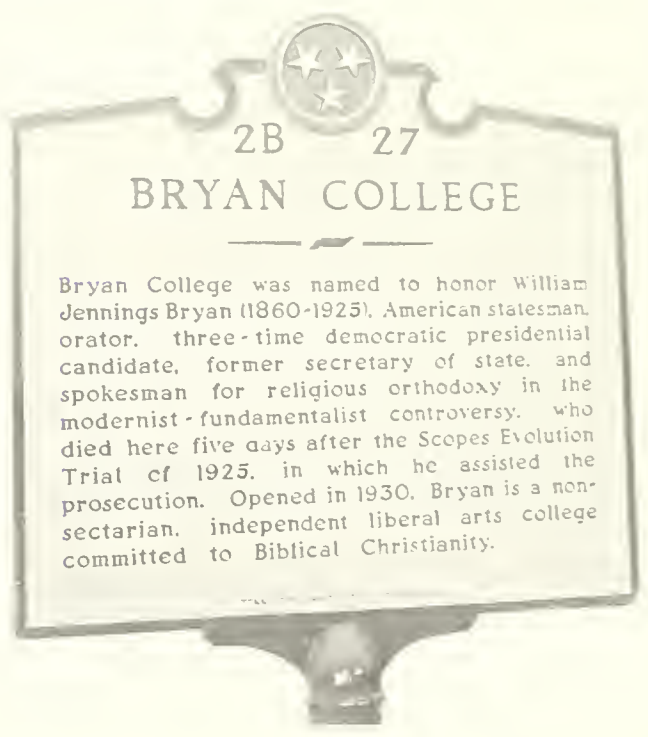 2B 27
BRYAN COLLEGE
Bryan College was named to honor William
Jennings Bryan (1860-1925), American statesman,
orator, three-time democratic presidential
candidate, former secretary of state, and
spokesman for religious orthodoxy in the
modernist-fundamentalist controversy, who
died here five days after the Scopes Evolution
Trial of 1925, in which he assisted the
prosecution. Opened in 1930, Bryan is a non-
sectarian, independent liberal arts college
committed to Biblical Christianity.